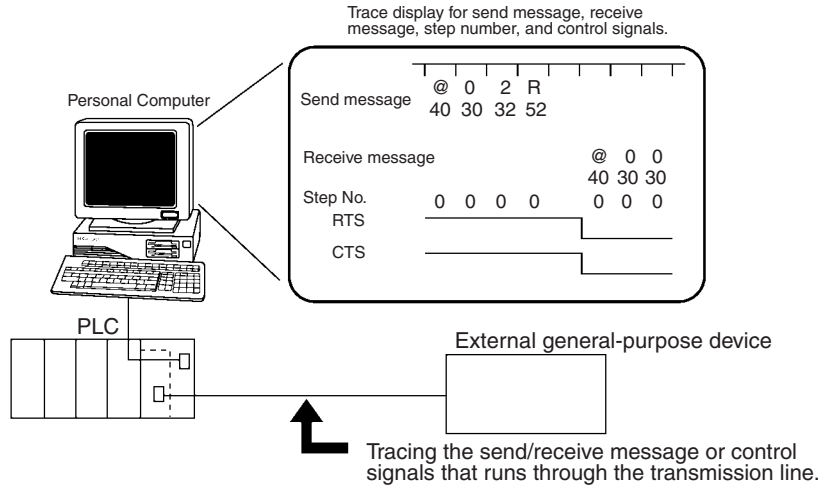 Trace display for send message, receive
message, step number, and control signals.
Personal Computer
Send message
@ 0 2 R
40 30 32 52
Receive message
@ 0 0
40 30 30
Step No.
0 0 0 0 0 0 0
RTS
CTS
PLC
External general-purpose device
Tracing the send/receive message or control
signals that runs through the transmission line.